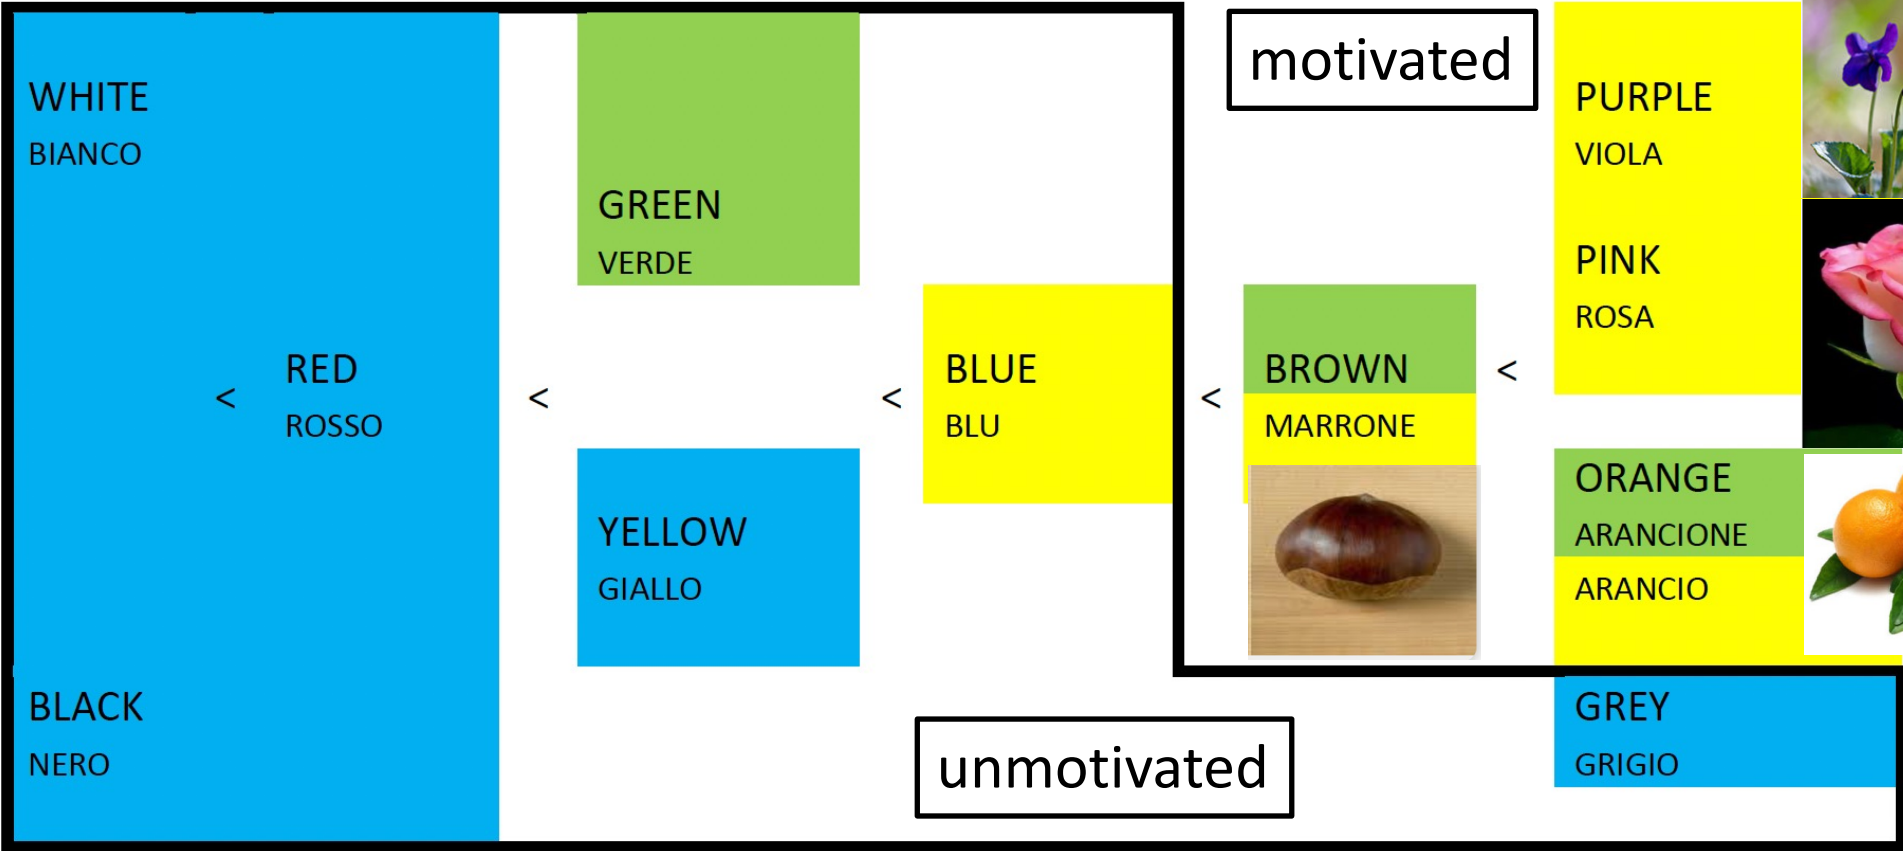 WHITE
BIANCO
BLACK
NERO
<
RED
ROSSO
<
GREEN
VERDE
YELLOW
GIALLO
<
BLUE
BLU
<
motivated
BROWN
MARRONE
<
PURPLE
VIOLA
PINK
ROSA
ORANGE
ARANCIONE
ARANCIO
unmotivated
GREY
GRIGIO